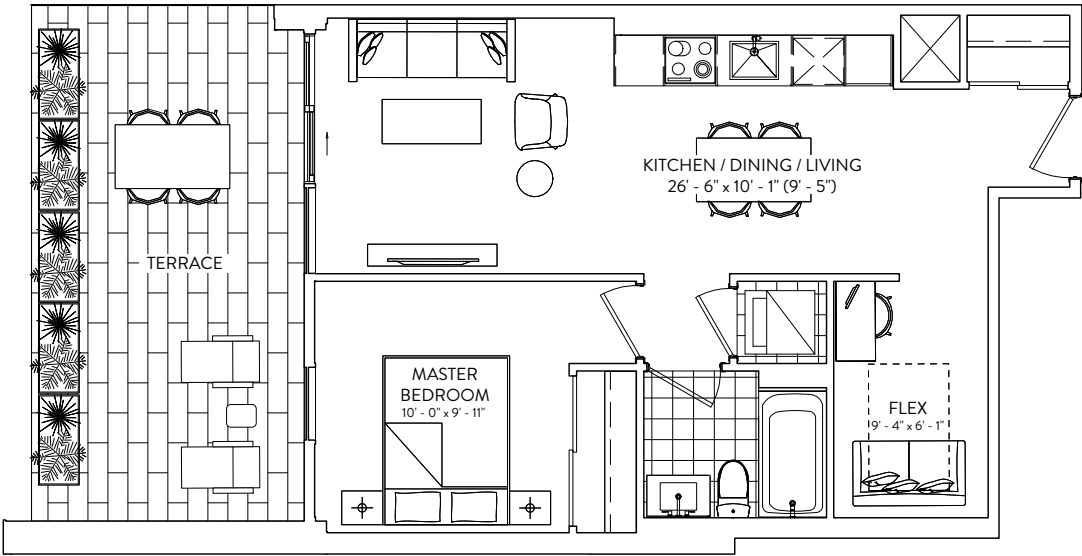 KITCHEN / DINING / LIVING
26' - 6" x 10' - 1" (9' - 5")
TERRACE
MASTER
BEDROOM
10' - 0" x 9' - 11"
FLEX
9' - 4" x 6' - 1"